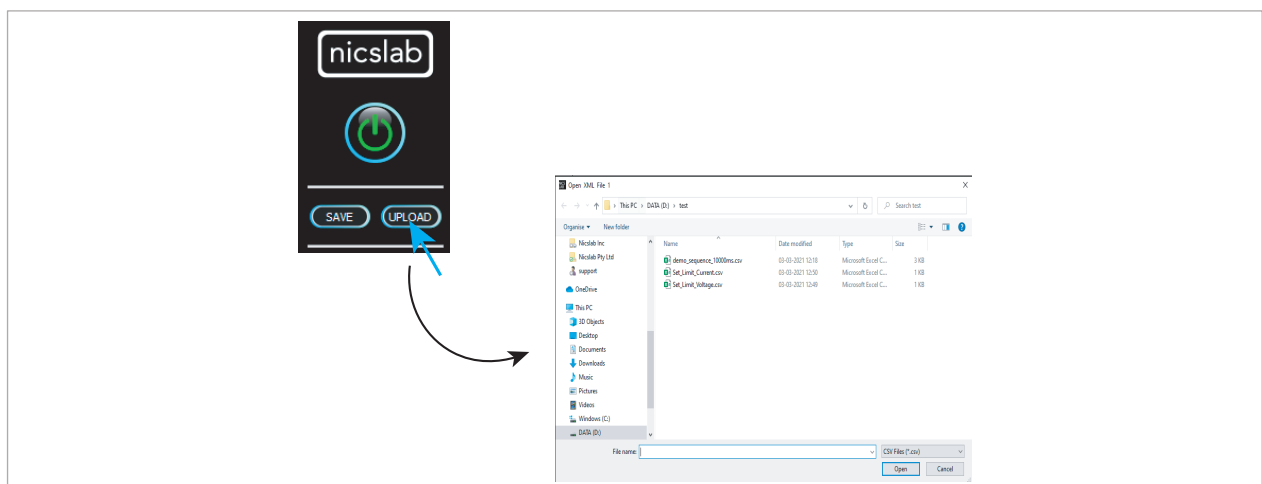 nicslab
SAVE UPLOAD
Open XML File 1
This PC › DATA (D:) › test
Search test
Organise New folder
Name Date modified Type Size
Nicslab Inc
Nicslab Pty Ltd
support
OneDrive
This PC
3D Objects
Desktop
Documents
Downloads
Music
Pictures
Videos
Windows (C:)
DATA (D:)
demo_sequence_10000ms.csv 03-03-2021 12:18 Microsoft Excel C... 3 KB
Set_Limit_Current.csv 03-03-2021 12:50 Microsoft Excel C... 1 KB
Set_Limit_Voltage.csv 03-03-2021 12:49 Microsoft Excel C... 1 KB
File name:
CSV Files (*.csv)
Open Cancel